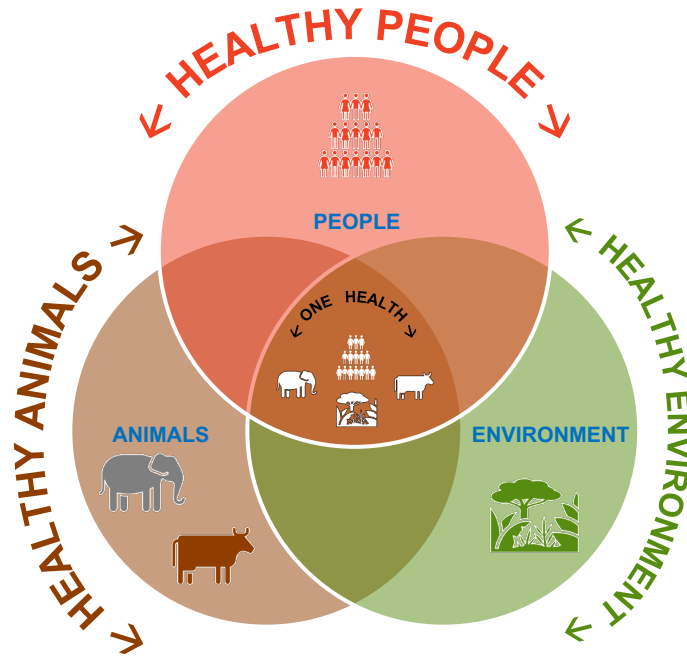 HEALTHY PEOPLE
PEOPLE
HEALTHY ANIMALS
HEALTHY ENVIRONMENT
ONE HEALTH
ANIMALS
ENVIRONMENT